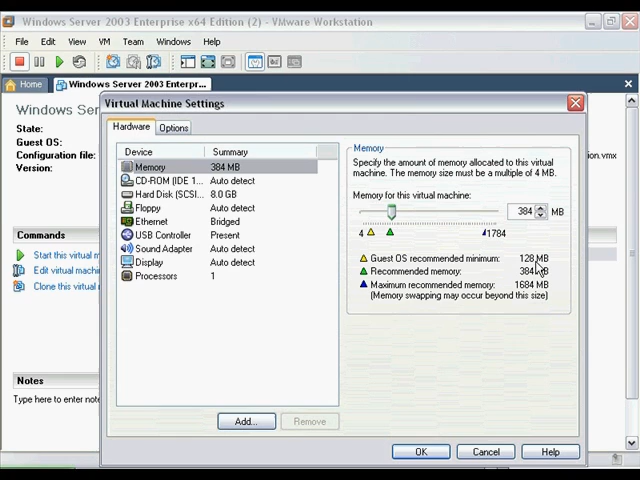 Windows Server 2003 Enterprise x64 Edition (2) - VMware Workstation
File Edit View VM Team Windows Help
Home Windows Server 2003 Enterpr...
Virtual Machine Settings
Windows Ser
Hardware Options
State:
Guest OS:
Configuration file:
Version:
ion.vmx
Commands
Start this virtual m
Edit virtual machin
Clone this virtual
Notes
Type here to enter note
Device Summary
Memory 384 MB
CD-ROM (IDE 1... Auto detect
Hard Disk (SCSI... 8.0 GB
Floppy Auto detect
Ethernet Bridged
USB Controller Present
Sound Adapter Auto detect
Display Auto detect
Processors 1
Add... Remove
Memory
Specify the amount of memory allocated to this virtual
machine. The memory size must be a multiple of 4 MB.
Memory for this virtual machine:
384 MB
4 1784
Guest OS recommended minimum: 128 MB
Recommended memory: 384 MB
Maximum recommended memory: 1684 MB
(Memory swapping may occur beyond this size)
OK Cancel Help